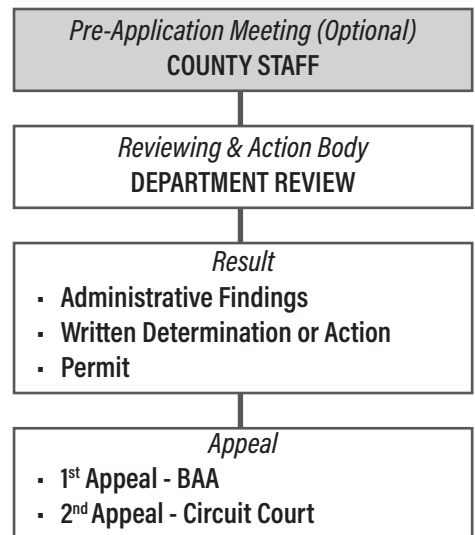 Pre-Application Meeting (Optional)
COUNTY STAFF
Reviewing & Action Body
DEPARTMENT REVIEW
Result
▪ Administrative Findings
▪ Written Determination or Action
▪ Permit
Appeal
▪ 1st Appeal - BAA
▪ 2nd Appeal - Circuit Court